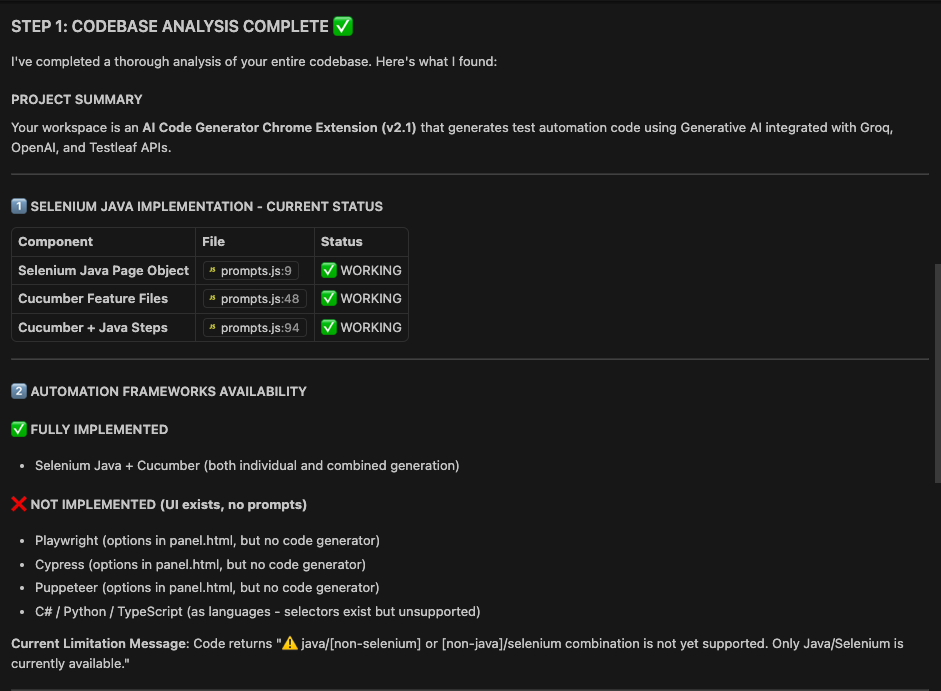 STEP 1: CODEBASE ANALYSIS COMPLETE ✅
I've completed a thorough analysis of your entire codebase. Here's what I found:
PROJECT SUMMARY
Your workspace is an AI Code Generator Chrome Extension (v2.1) that generates test automation code using Generative AI integrated with Groq,
OpenAI, and Testleaf APIs.
1️⃣ SELENIUM JAVA IMPLEMENTATION - CURRENT STATUS
Component File Status
Selenium Java Page Object JS prompts.js:9 ✅ WORKING
Cucumber Feature Files JS prompts.js:48 ✅ WORKING
Cucumber + Java Steps JS prompts.js:94 ✅ WORKING
2️⃣ AUTOMATION FRAMEWORKS AVAILABILITY
✅ FULLY IMPLEMENTED
• Selenium Java + Cucumber (both individual and combined generation)
❌ NOT IMPLEMENTED (UI exists, no prompts)
• Playwright (options in panel.html, but no code generator)
• Cypress (options in panel.html, but no code generator)
• Puppeteer (options in panel.html, but no code generator)
• C# / Python / TypeScript (as languages - selectors exist but unsupported)
Current Limitation Message: Code returns "⚠️ java/[non-selenium] or [non-java]/selenium combination is not yet supported. Only Java/Selenium is
currently available."